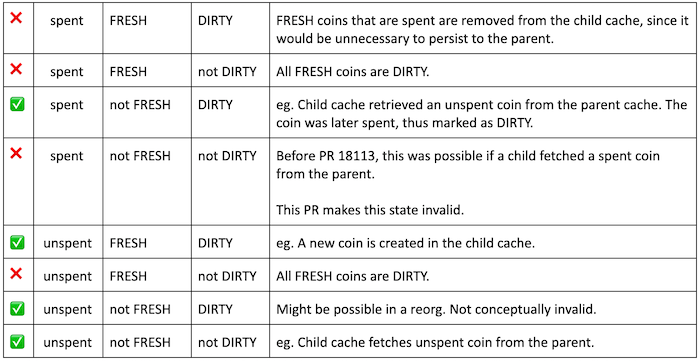 ❌ spent FRESH DIRTY FRESH coins that are spent are removed from the child cache, since it
would be unnecessary to persist to the parent.
❌ spent FRESH not DIRTY All FRESH coins are DIRTY.
✅ spent not FRESH DIRTY eg. Child cache retrieved an unspent coin from the parent cache. The
coin was later spent, thus marked as DIRTY.
❌ spent not FRESH not DIRTY Before PR 18113, this was possible if a child fetched a spent coin
from the parent.
This PR makes this state invalid.
✅ unspent FRESH DIRTY eg. A new coin is created in the child cache.
❌ unspent FRESH not DIRTY All FRESH coins are DIRTY.
✅ unspent not FRESH DIRTY Might be possible in a reorg. Not conceptually invalid.
✅ unspent not FRESH not DIRTY eg. Child cache fetches unspent coin from the parent.